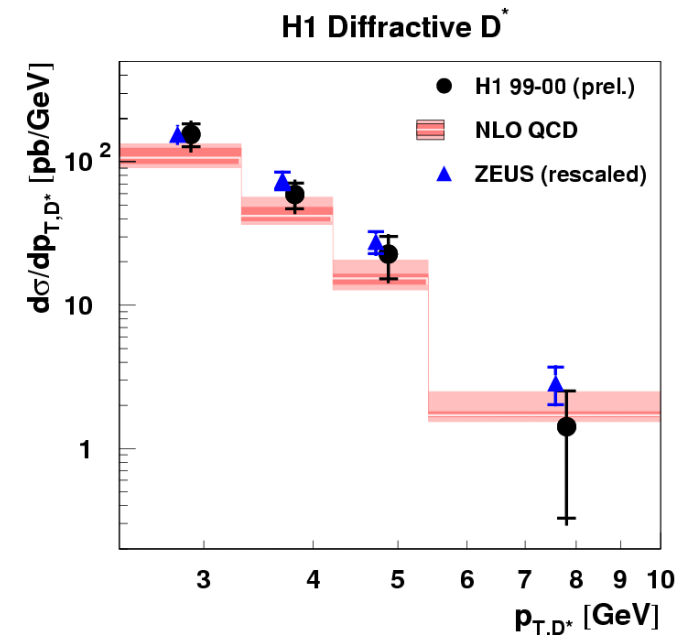 H1 Diffractive D*
dσ/dp_T,D* [pb/GeV]
H1 99-00 (prel.)
NLO QCD
ZEUS (rescaled)
10^2
10
1
3 4 5 6 7 8 9 10
p_T,D* [GeV]